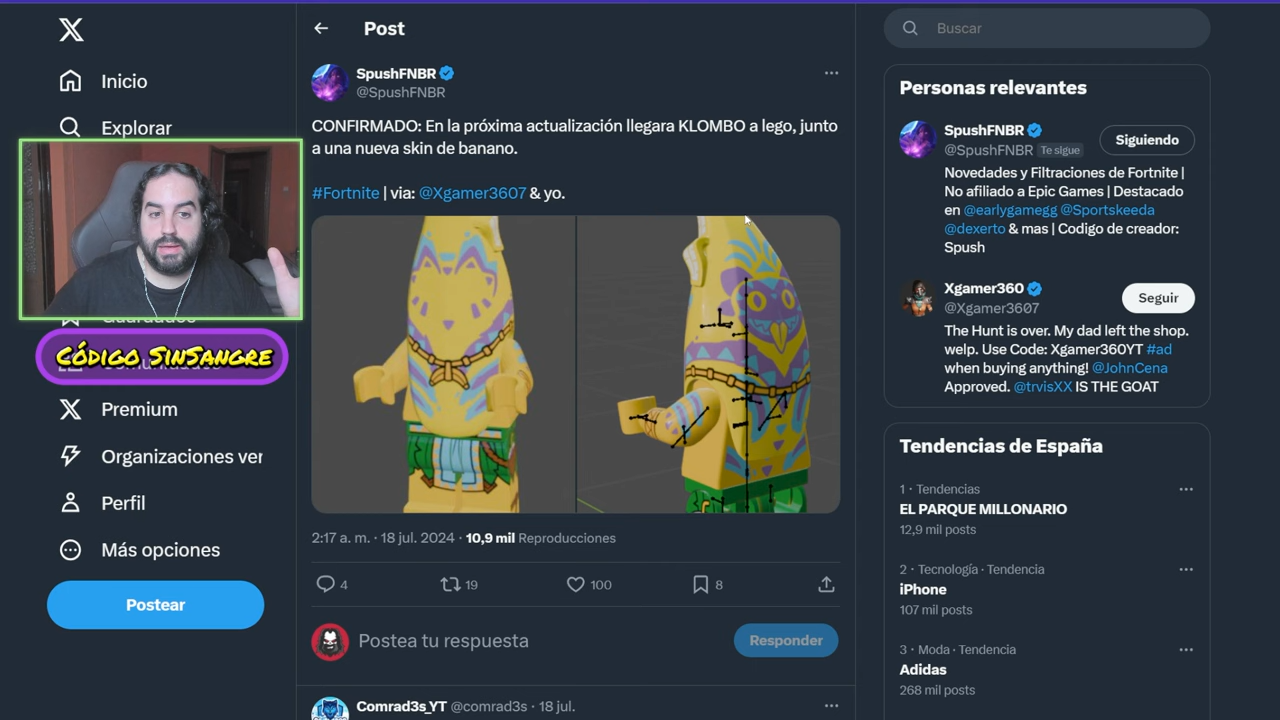 Post
Buscar
Inicio
Explorar
CÓDIGO SINSANGRE
Premium
Organizaciones ver
Perfil
Más opciones
Postear
SpushFNBR
@SpushFNBR
CONFIRMADO: En la próxima actualización llegara KLOMBO a lego, junto
a una nueva skin de banano.
#Fortnite | via: @Xgamer3607 & yo.
2:17 a. m. · 18 jul. 2024 · 10,9 mil Reproducciones
4
19
100
8
Postea tu respuesta
Responder
Comrad3s_YT @comrad3s · 18 jul.
Personas relevantes
SpushFNBR
@SpushFNBR Te sigue
Siguiendo
Novedades y Filtraciones de Fortnite |
No afiliado a Epic Games | Destacado
en @earlygamegg @Sportskeeda
@dexerto & mas | Codigo de creador:
Spush
Xgamer360
@Xgamer3607
Seguir
The Hunt is over. My dad left the shop.
welp. Use Code: Xgamer360YT #ad
when buying anything! @JohnCena
Approved. @trvisXX IS THE GOAT
Tendencias de España
1 · Tendencias
EL PARQUE MILLONARIO
12,9 mil posts
2 · Tecnología · Tendencia
iPhone
107 mil posts
3 · Moda · Tendencia
Adidas
268 mil posts